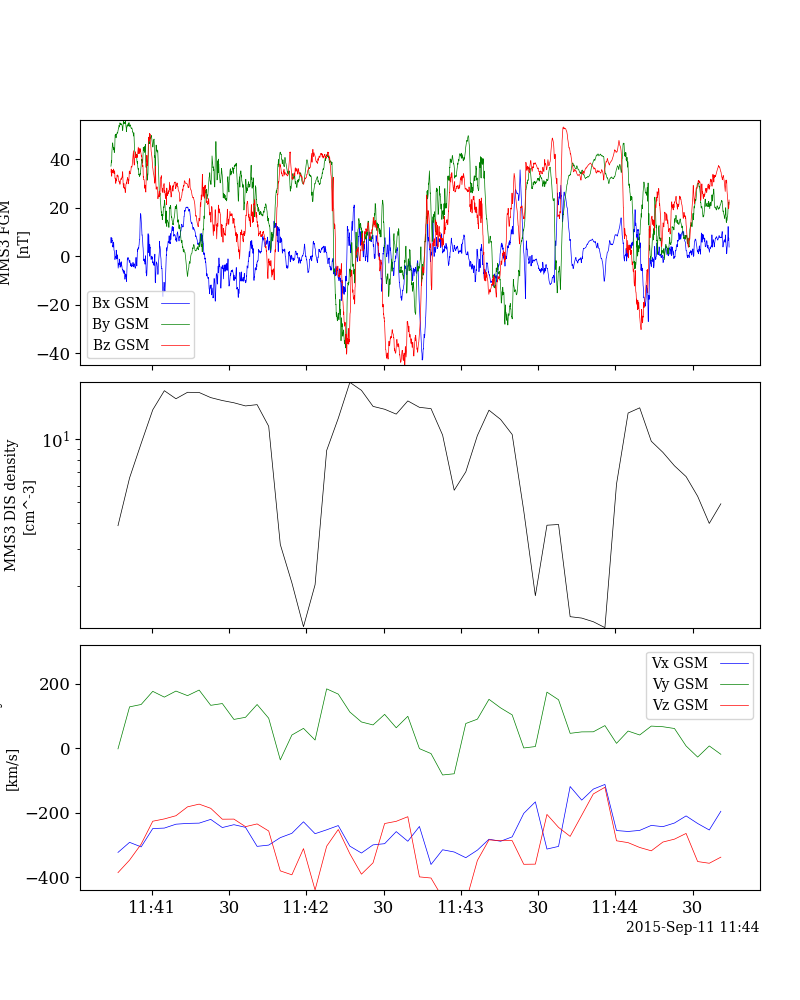 MMS3 FGM
[nT]
40
20
0
−20
−40
Bx GSM
By GSM
Bz GSM
MMS3 DIS density
[cm^-3]
10^1
[km/s]
200
0
−200
−400
Vx GSM
Vy GSM
Vz GSM
11:41
30
11:42
30
11:43
30
11:44
30
2015-Sep-11 11:44